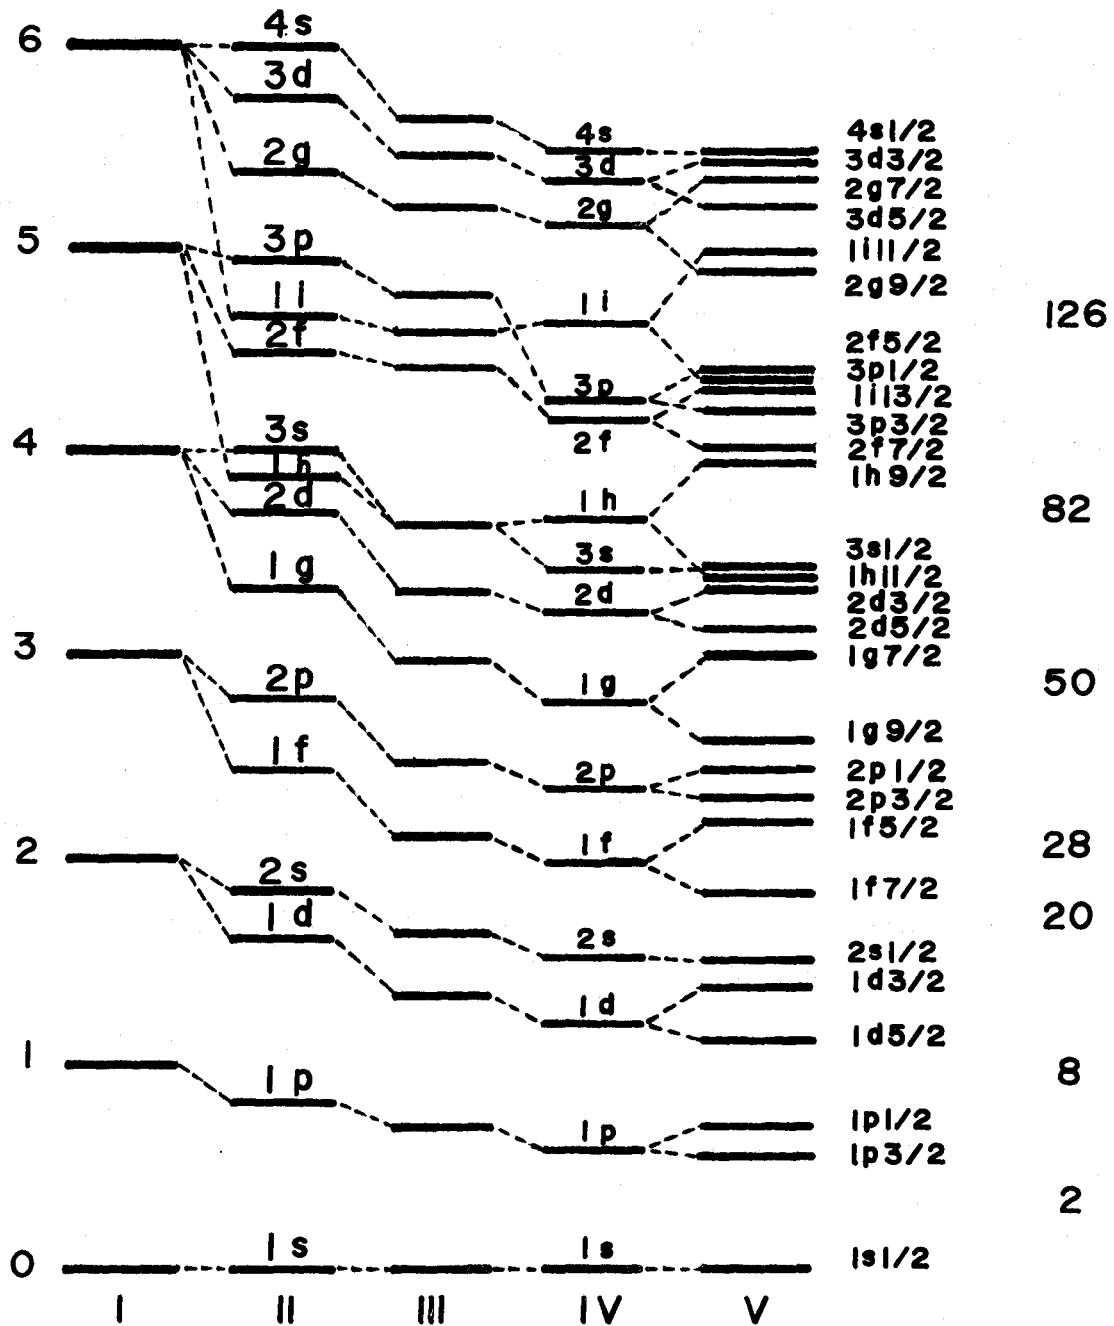 6
4s
3d
4s
4s1/2
3d
3d3/2
2g
2g
2g7/2
3d5/2
5
3p
1i11/2
2g9/2
1i
1i
126
2f
2f5/2
3p
3p1/2
1i13/2
3p3/2
4
3s
2f
2f7/2
1h
1h9/2
2d
1h
82
3s
3s1/2
1g
1h11/2
2d
2d3/2
2d5/2
3
1g7/2
2p
1g
50
1g9/2
1f
2p
2p1/2
2p3/2
2
1f
1f5/2
28
2s
1f7/2
1d
20
2s
2s1/2
1d3/2
1d
1d5/2
1
1p
8
1p
1p1/2
1p3/2
2
0
1s
1s
1s1/2
I II III IV V